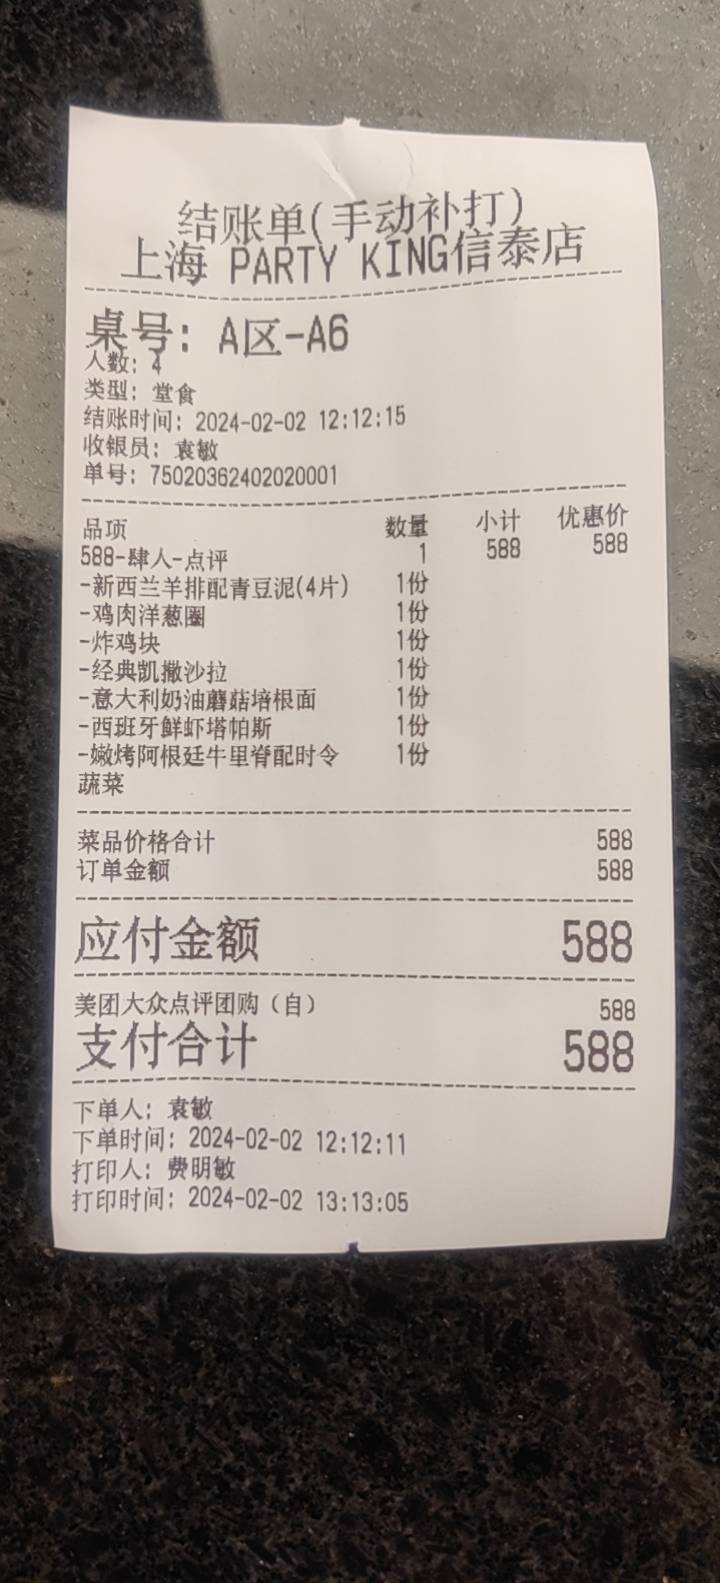 结账单(手动补打)
上海 PARTY KING信泰店
桌号: A区-A6
人数: 4
类型: 堂食
结账时间: 2024-02-02 12:12:15
收银员: 袁敏
单号: 75020362402020001
品项 数量 小计 优惠价
588-肆人-点评 1 588 588
-新西兰羊排配青豆泥(4片) 1份
-鸡肉洋葱圈 1份
-炸鸡块 1份
-经典凯撒沙拉 1份
-意大利奶油蘑菇培根面 1份
-西班牙鲜虾塔帕斯 1份
-嫩烤阿根廷牛里脊配时令 1份
蔬菜
菜品价格合计 588
订单金额 588
应付金额 588
美团大众点评团购（自） 588
支付合计 588
下单人: 袁敏
下单时间: 2024-02-02 12:12:11
打印人: 费明敏
打印时间: 2024-02-02 13:13:05